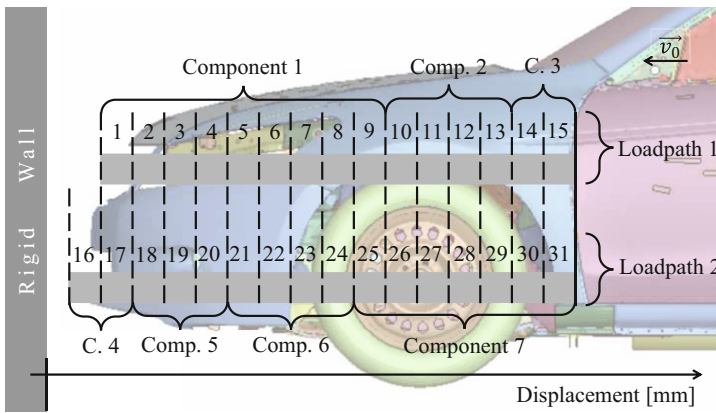 Rigid Wall
v₀
Component 1 Comp. 2 C. 3
1 2 3 4 5 6 7 8 9 10 11 12 13 14 15
Loadpath 1
16 17 18 19 20 21 22 23 24 25 26 27 28 29 30 31
Loadpath 2
C. 4 Comp. 5 Comp. 6 Component 7
Displacement [mm]